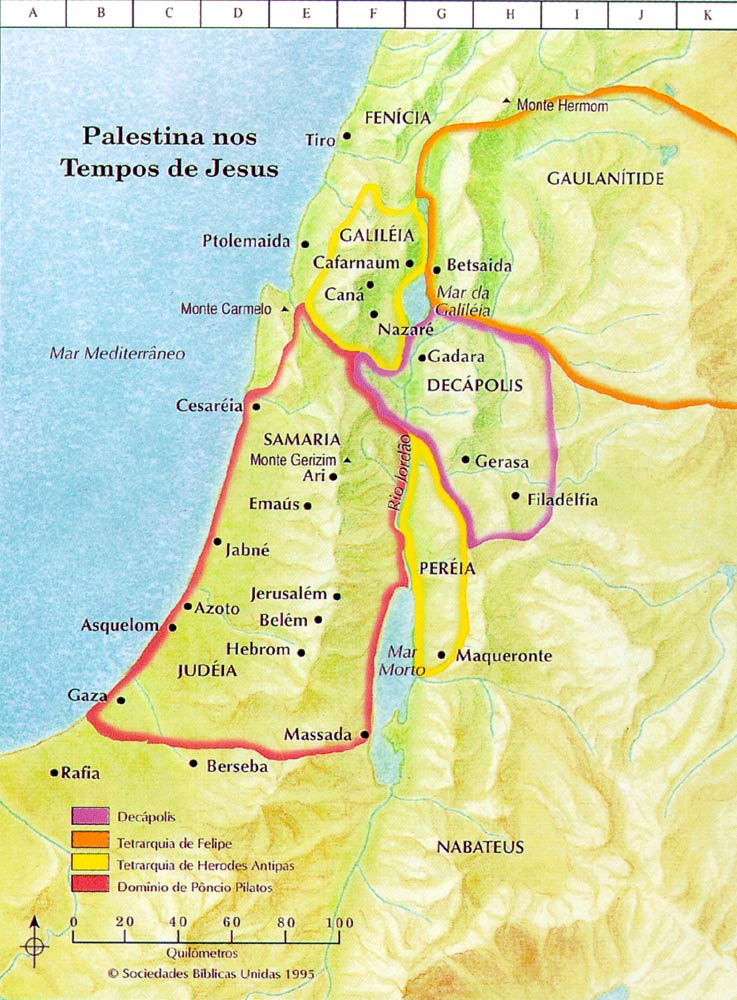 A B C D E F G H I J K
Palestina nos
Tempos de Jesus
FENÍCIA
Monte Hermom
Tiro
GAULANÍTIDE
Ptolemaida
GALILÉIA
Cafarnaum
Betsaida
Caná
Mar da
Galiléia
Monte Carmelo
Nazaré
Mar Mediterrâneo
Gadara
DECÁPOLIS
Cesaréia
SAMARIA
Monte Gerizim
Ari
Rio Jordão
Gerasa
Emaús
Filadélfia
Jabné
PERÉIA
Jerusalém
Azoto
Belém
Asquelom
Hebrom
Mar
Morto
Maqueronte
JUDÉIA
Gaza
Massada
Berseba
Rafia
Decápolis
Tetrarquia de Felipe
Tetrarquia de Herodes Antipas
Domínio de Pôncio Pilatos
NABATEUS
0 20 40 60 80 100
Quilômetros
© Sociedades Bíblicas Unidas 1995